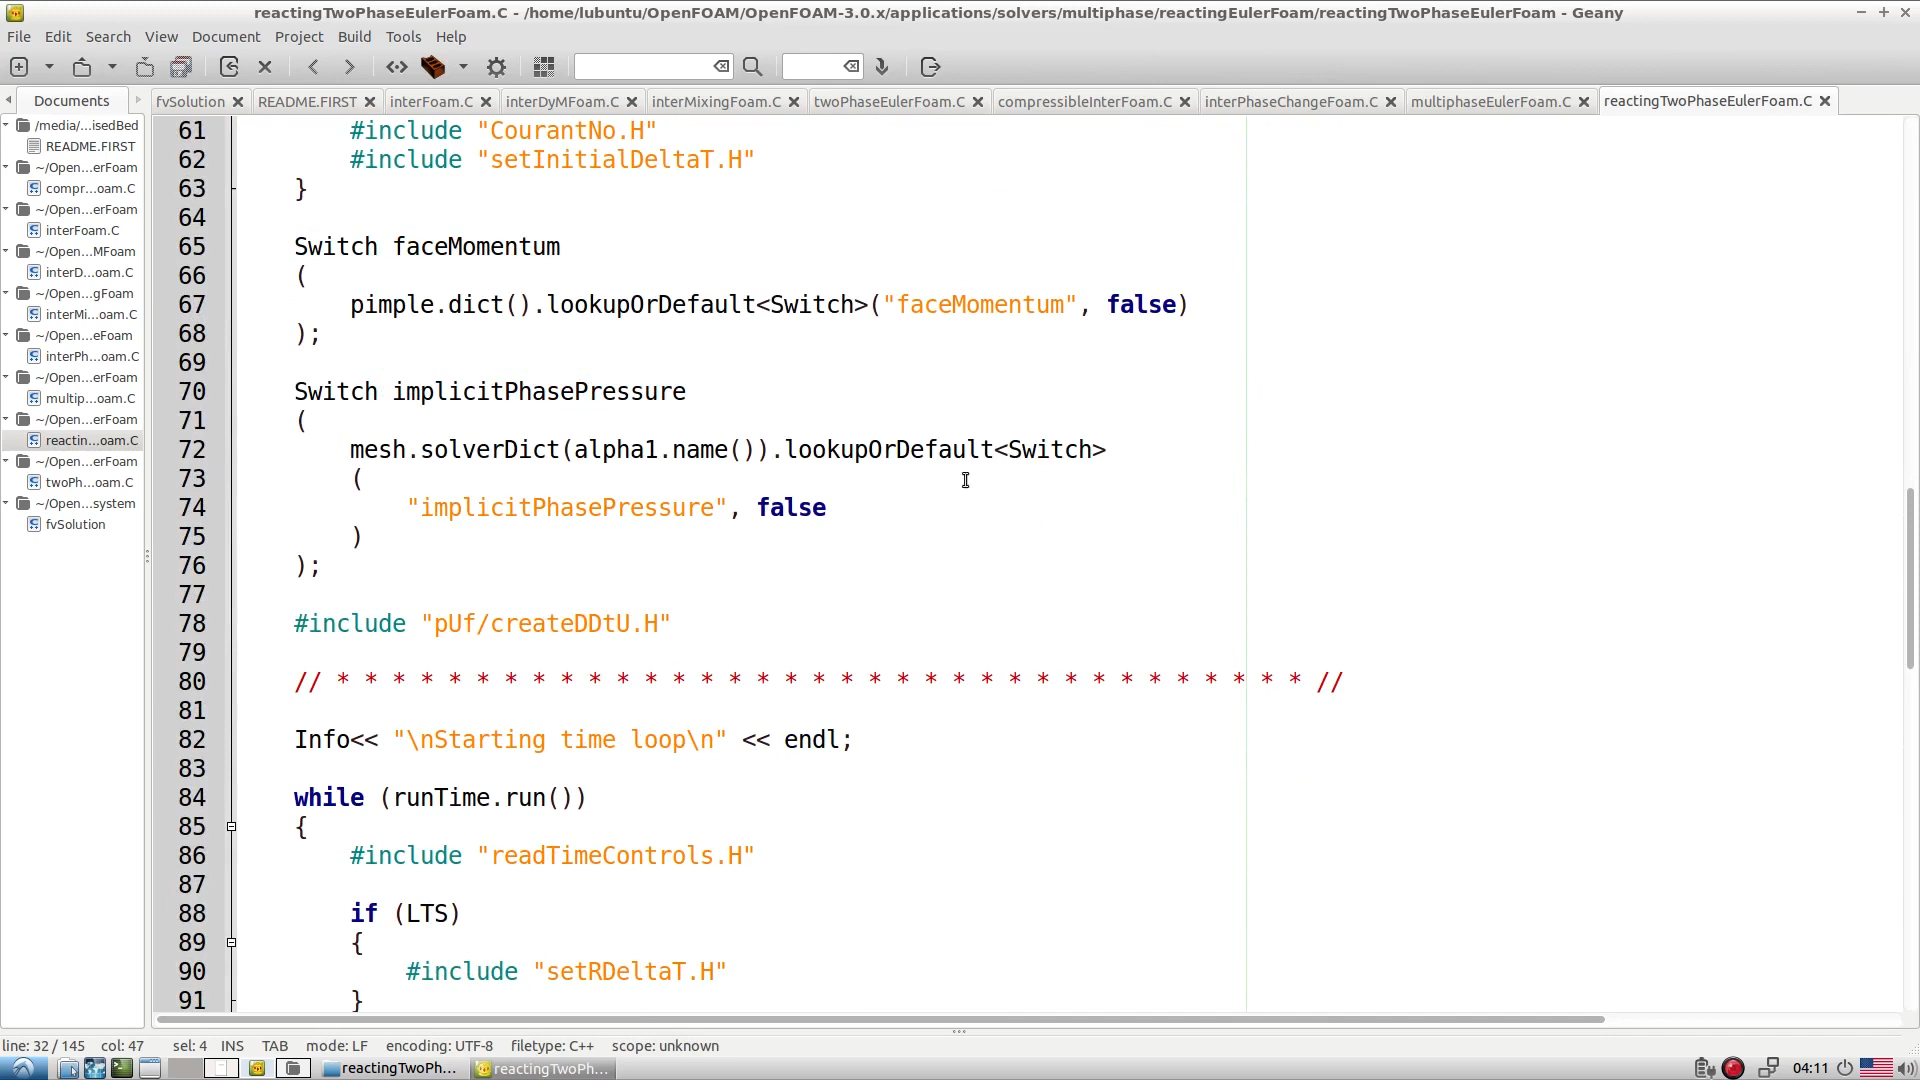 reactingTwoPhaseEulerFoam.C - /home/lubuntu/OpenFOAM/OpenFOAM-3.0.x/applications/solvers/multiphase/reactingEulerFoam/reactingTwoPhaseEulerFoam - Geany
File Edit Search View Document Project Build Tools Help
Documents fvSolution README.FIRST interFoam.C interDyMFoam.C interMixingFoam.C twoPhaseEulerFoam.C compressibleInterFoam.C interPhaseChangeFoam.C multiphaseEulerFoam.C reactingTwoPhaseEulerFoam.C
/media/...isedBed
README.FIRST
~/Open...erFoam
compr...oam.C
~/Open...erFoam
interFoam.C
~/Open...MFoam
interD...oam.C
~/Open...gFoam
interMi...oam.C
~/Open...eFoam
interPh...oam.C
~/Open...erFoam
multip...oam.C
~/Open...erFoam
reactin...oam.C
~/Open...erFoam
twoPh...oam.C
~/Open...system
fvSolution
61 #include "CourantNo.H"
62 #include "setInitialDeltaT.H"
63 }
64
65 Switch faceMomentum
66 (
67 pimple.dict().lookupOrDefault<Switch>("faceMomentum", false)
68 );
69
70 Switch implicitPhasePressure
71 (
72 mesh.solverDict(alpha1.name()).lookupOrDefault<Switch>
73 (
74 "implicitPhasePressure", false
75 )
76 );
77
78 #include "pUf/createDDtU.H"
79
80 // * * * * * * * * * * * * * * * * * * * * * * * * * * * * * * * * * * * //
81
82 Info<< "\nStarting time loop\n" << endl;
83
84 while (runTime.run())
85 {
86 #include "readTimeControls.H"
87
88 if (LTS)
89 {
90 #include "setRDeltaT.H"
91 }
line: 32 / 145 col: 47 sel: 4 INS TAB mode: LF encoding: UTF-8 filetype: C++ scope: unknown
reactingTwoPh... reactingTwoPh... 04:11